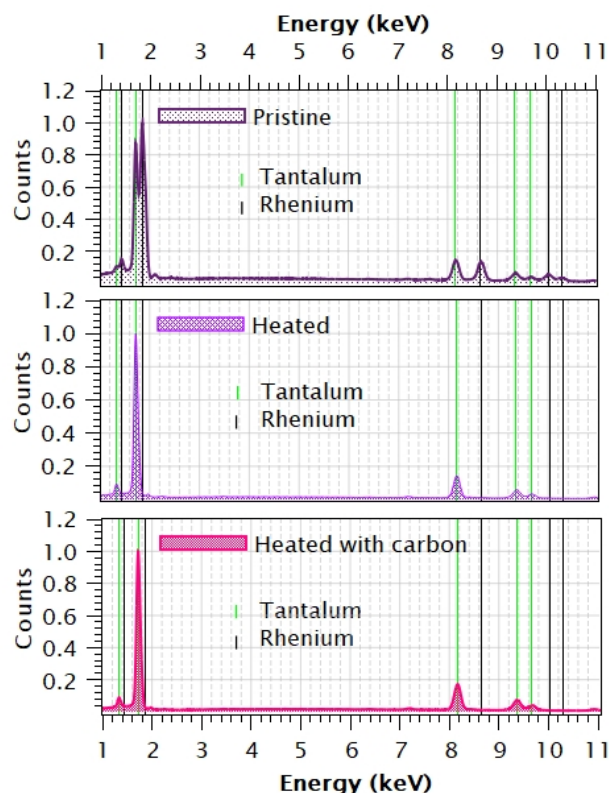 Energy (keV)
1 2 3 4 5 6 7 8 9 10 11
1.2
1.0
0.8
0.6
0.4
0.2
Counts
Pristine
Tantalum
Rhenium
1.2
1.0
0.8
0.6
0.4
0.2
Counts
Heated
Tantalum
Rhenium
1.2
1.0
0.8
0.6
0.4
0.2
Counts
Heated with carbon
Tantalum
Rhenium
1 2 3 4 5 6 7 8 9 10 11
Energy (keV)